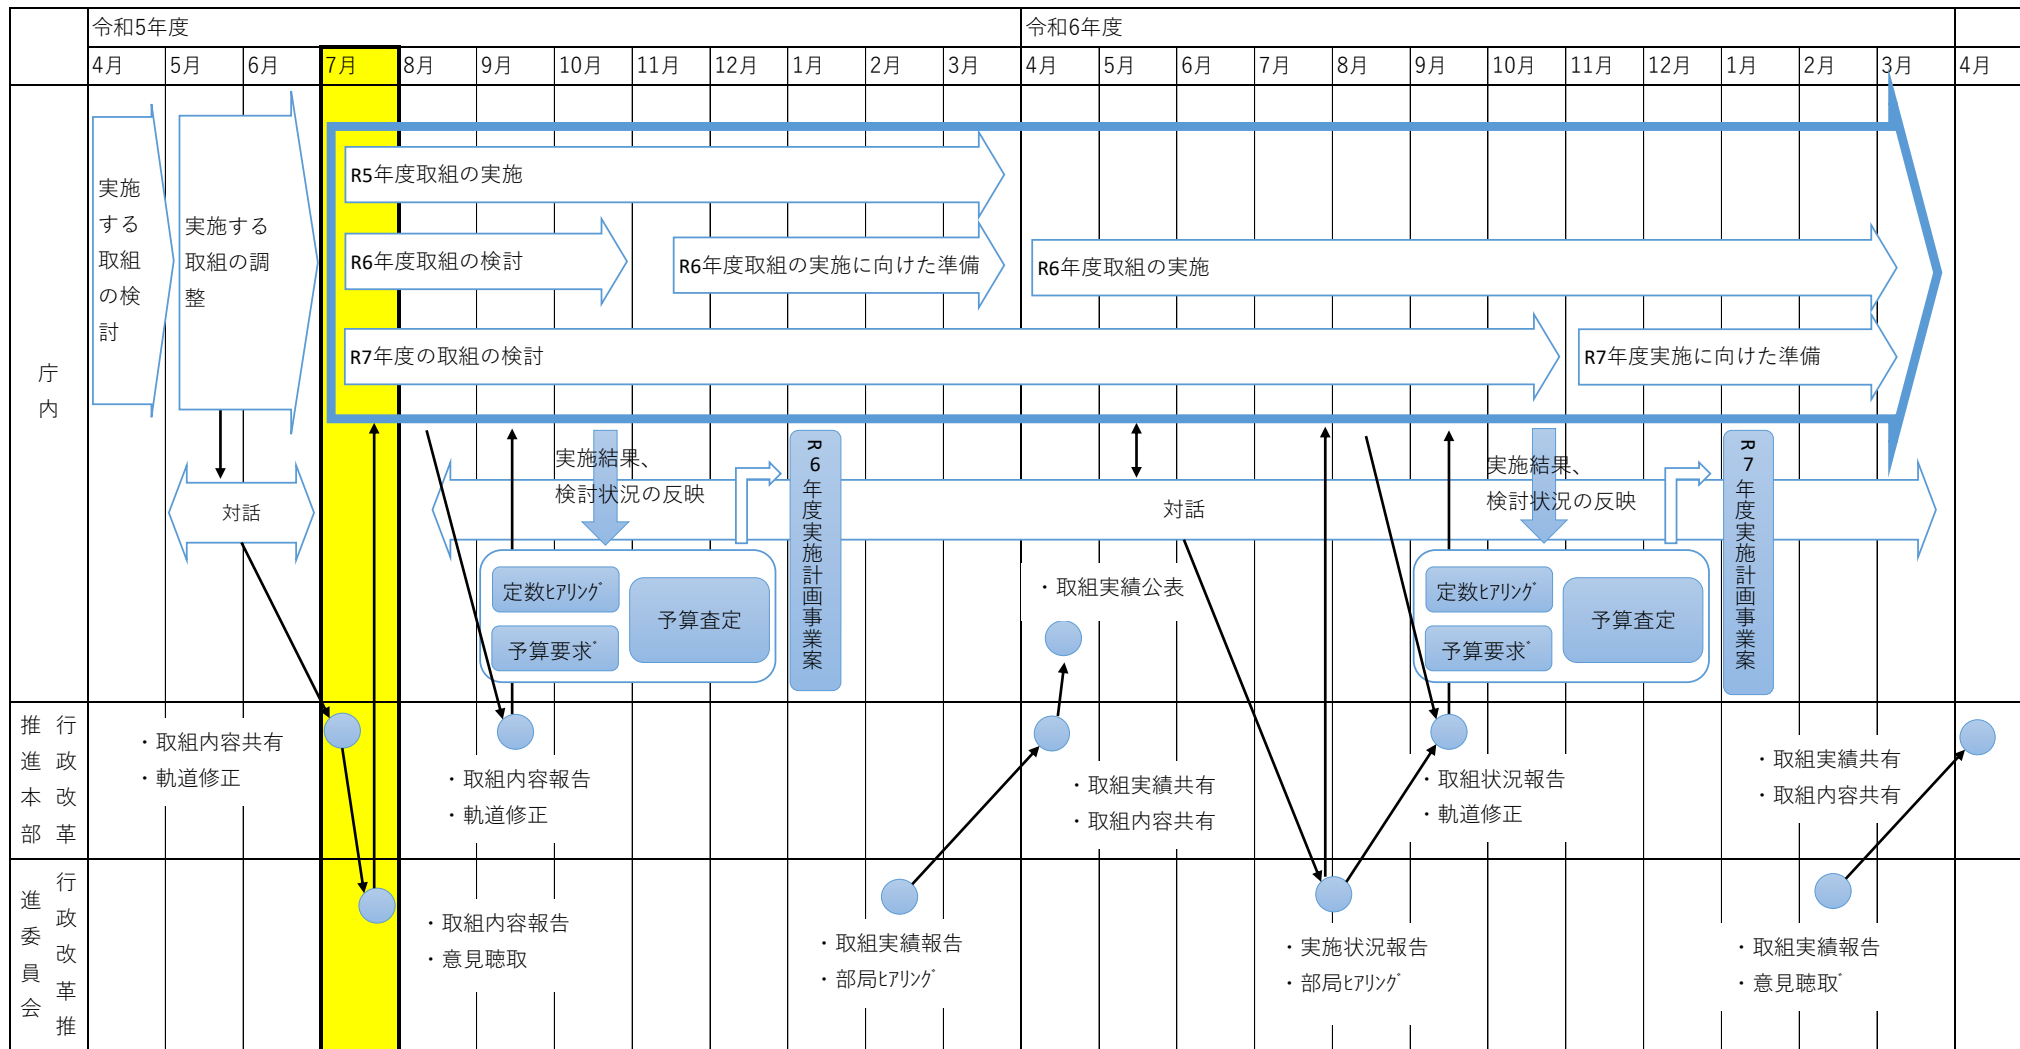 令和5年度
令和6年度
4月 5月 6月 7月 8月 9月 10月 11月 12月 1月 2月 3月 4月 5月 6月 7月 8月 9月 10月 11月 12月 1月 2月 3月 4月
庁内
実施
する
取組
の検
討
実施する
取組の調
整
R5年度取組の実施
R6年度取組の検討
R6年度取組の実施に向けた準備
R6年度取組の実施
R7年度の取組の検討
R7年度実施に向けた準備
対話
実施結果、
検討状況の反映
対話
実施結果、
検討状況の反映
定数ﾋｱﾘﾝｸﾞ
予算要求ﾞ
予算査定
R6年度実施計画事業案
・取組実績公表
定数ﾋｱﾘﾝｸﾞ
予算要求ﾞ
予算査定
R7年度実施計画事業案
行政改革
推進本部
・取組内容共有
・軌道修正
・取組内容報告
・軌道修正
・取組実績共有
・取組内容共有
・取組状況報告
・軌道修正
・取組実績共有
・取組内容共有
行政改革推
進委員会
・取組内容報告
・意見聴取
・取組実績報告
・部局ﾋｱﾘﾝｸﾞ
・実施状況報告
・部局ﾋｱﾘﾝｸﾞ
・取組実績報告
・意見聴取ﾞ